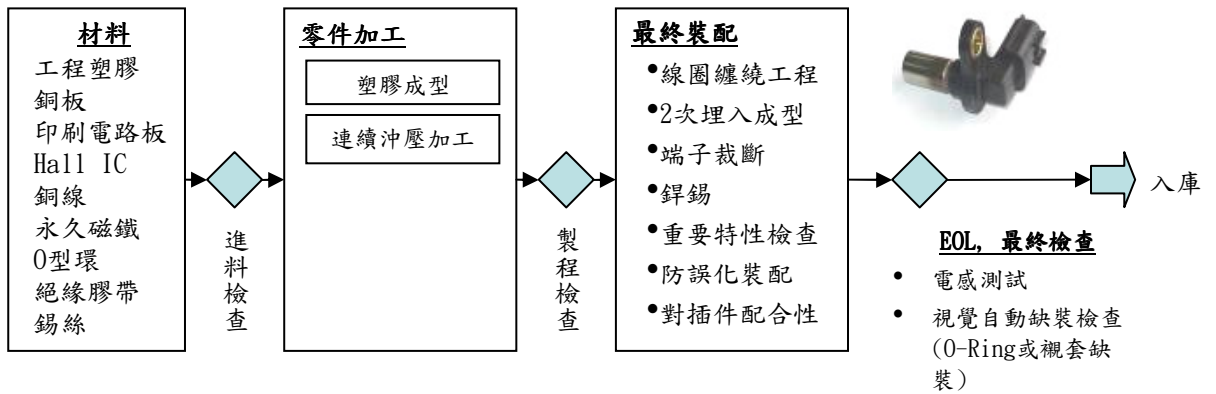 材料
工程塑膠
銅板
印刷電路板
Hall IC
銅線
永久磁鐵
O型環
絕緣膠帶
錫絲
進料檢查
零件加工
塑膠成型
連續沖壓加工
製程檢查
最終裝配
•線圈纏繞工程
•2次埋入成型
•端子裁斷
•銲錫
•重要特性檢查
•防誤化裝配
•對插件配合性
入庫
EOL, 最終檢查
• 電感測試
• 視覺自動缺裝檢查
(O-Ring或襯套缺
裝)